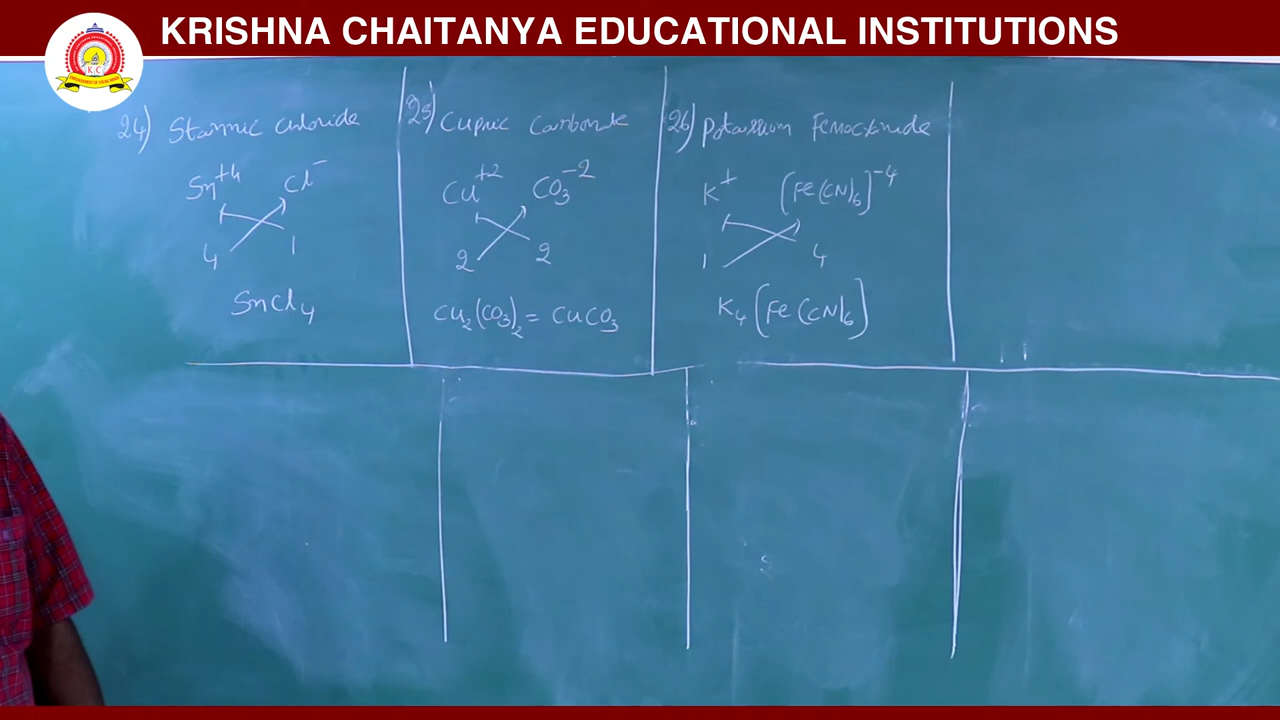 KRISHNA CHAITANYA EDUCATIONAL INSTITUTIONS
K C
24) Stannic chloride
Sn+4 Cl-
4 1
SnCl4
25) Cupric Carbonate
Cu+2 CO3-2
2 2
Cu2(CO3)2 = CuCO3
26) Potassium Ferrocyanide
K+ [Fe(CN)6]-4
1 4
K4[Fe(CN)6]